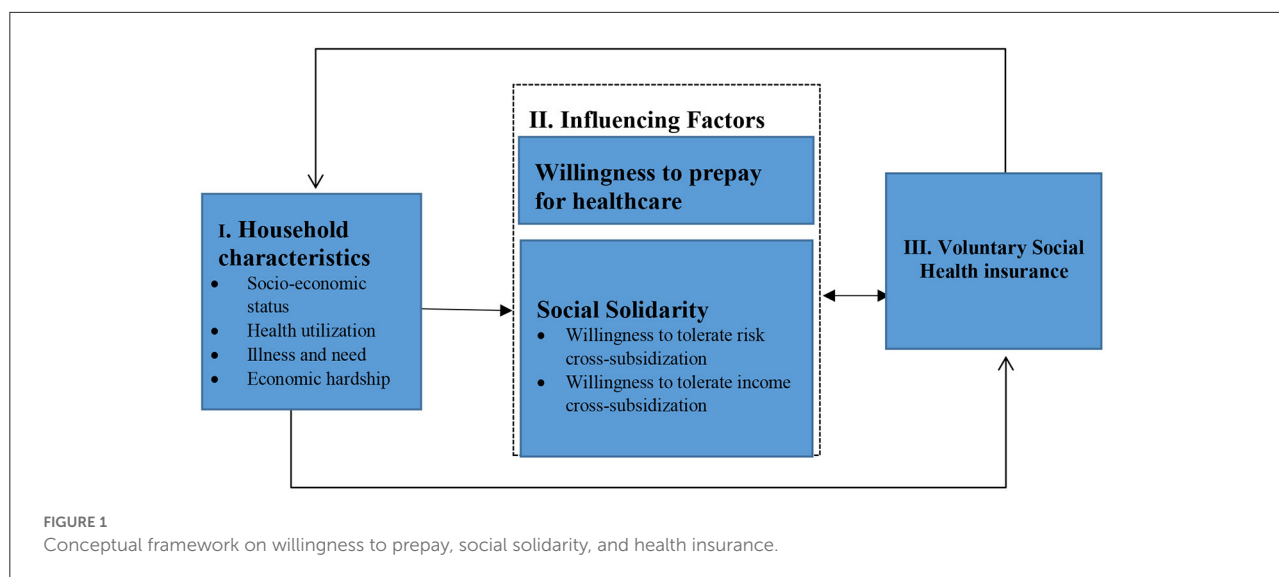 I. Household
characteristics
• Socio-economic
status
• Health utilization
• Illness and need
• Economic hardship
II. Influencing Factors
Willingness to prepay
for healthcare
Social Solidarity
• Willingness to tolerate risk
cross-subsidization
• Willingness to tolerate income
cross-subsidization
III. Voluntary Social
Health insurance
FIGURE 1
Conceptual framework on willingness to prepay, social solidarity, and health insurance.